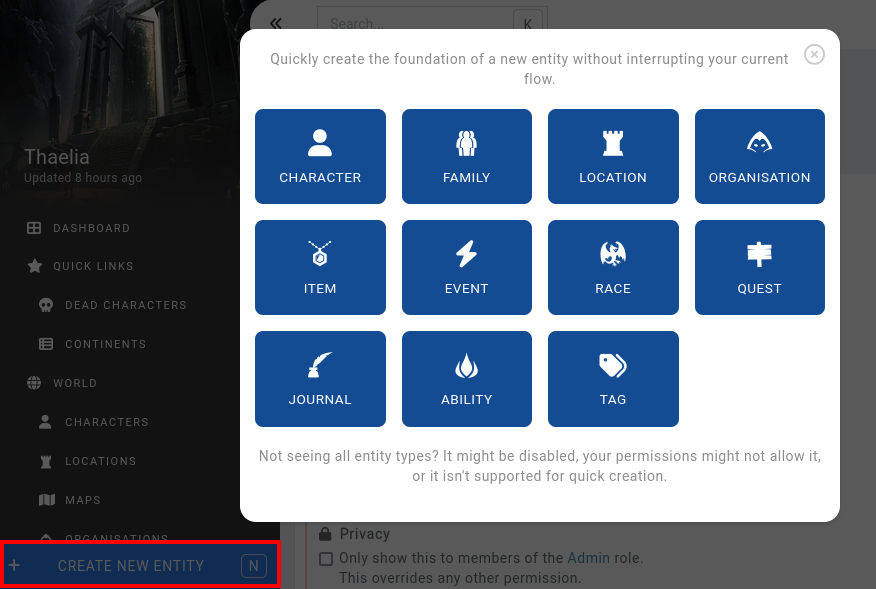 Search...
K
Quickly create the foundation of a new entity without interrupting your current
flow.
CHARACTER
FAMILY
LOCATION
ORGANISATION
ITEM
EVENT
RACE
QUEST
JOURNAL
ABILITY
TAG
Not seeing all entity types? It might be disabled, your permissions might not allow it,
or it isn't supported for quick creation.
Thaelia
Updated 8 hours ago
DASHBOARD
QUICK LINKS
DEAD CHARACTERS
CONTINENTS
WORLD
CHARACTERS
LOCATIONS
MAPS
ORGANISATIONS
CREATE NEW ENTITY
N
Privacy
Only show this to members of the Admin role.
This overrides any other permission.